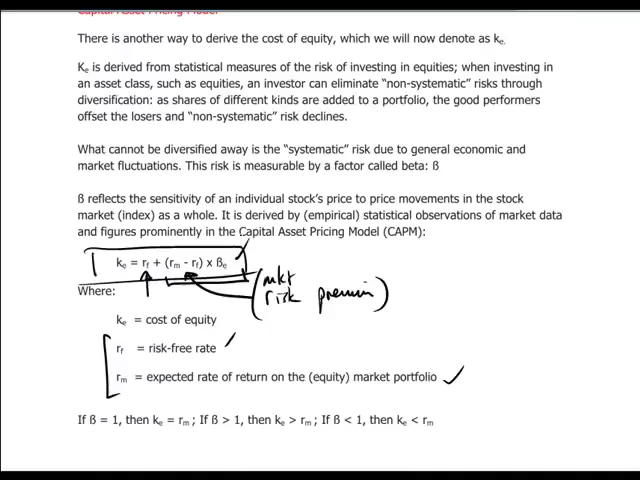 Capital Asset Pricing Model
There is another way to derive the cost of equity, which we will now denote as ke.
Ke is derived from statistical measures of the risk of investing in equities; when investing in
an asset class, such as equities, an investor can eliminate “non-systematic” risks through
diversification: as shares of different kinds are added to a portfolio, the good performers
offset the losers and “non-systematic” risk declines.
What cannot be diversified away is the “systematic” risk due to general economic and
market fluctuations. This risk is measurable by a factor called beta: ß
ß reflects the sensitivity of an individual stock’s price to price movements in the stock
market (index) as a whole. It is derived by (empirical) statistical observations of market data
and figures prominently in the Capital Asset Pricing Model (CAPM):
ke = rf + (rm - rf) x ße
(mkt
risk premium)
Where:
ke = cost of equity
rf = risk-free rate
rm = expected rate of return on the (equity) market portfolio
If ß = 1, then ke = rm ; If ß > 1, then ke > rm ; If ß < 1, then ke < rm